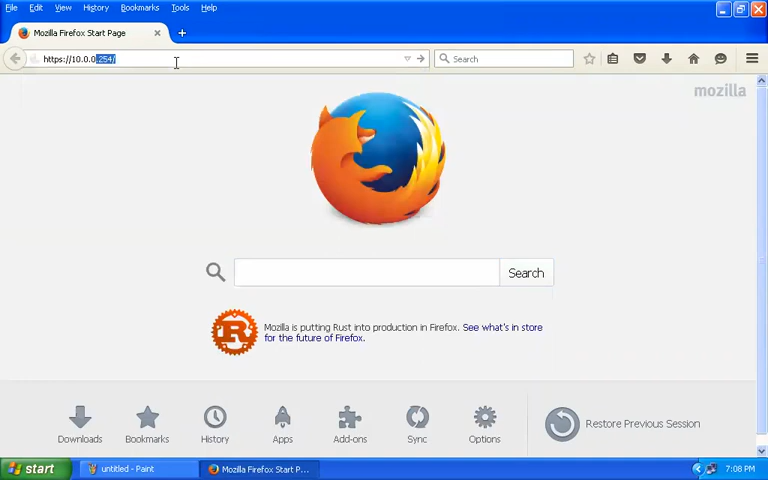 File Edit View History Bookmarks Tools Help
Mozilla Firefox Start Page
https://10.0.0.254/
Search
mozilla
Search
Mozilla is putting Rust into production in Firefox. See what's in store
for the future of Firefox.
Downloads Bookmarks History Apps Add-ons Sync Options Restore Previous Session
start untitled - Paint Mozilla Firefox Start P... 7:08 PM